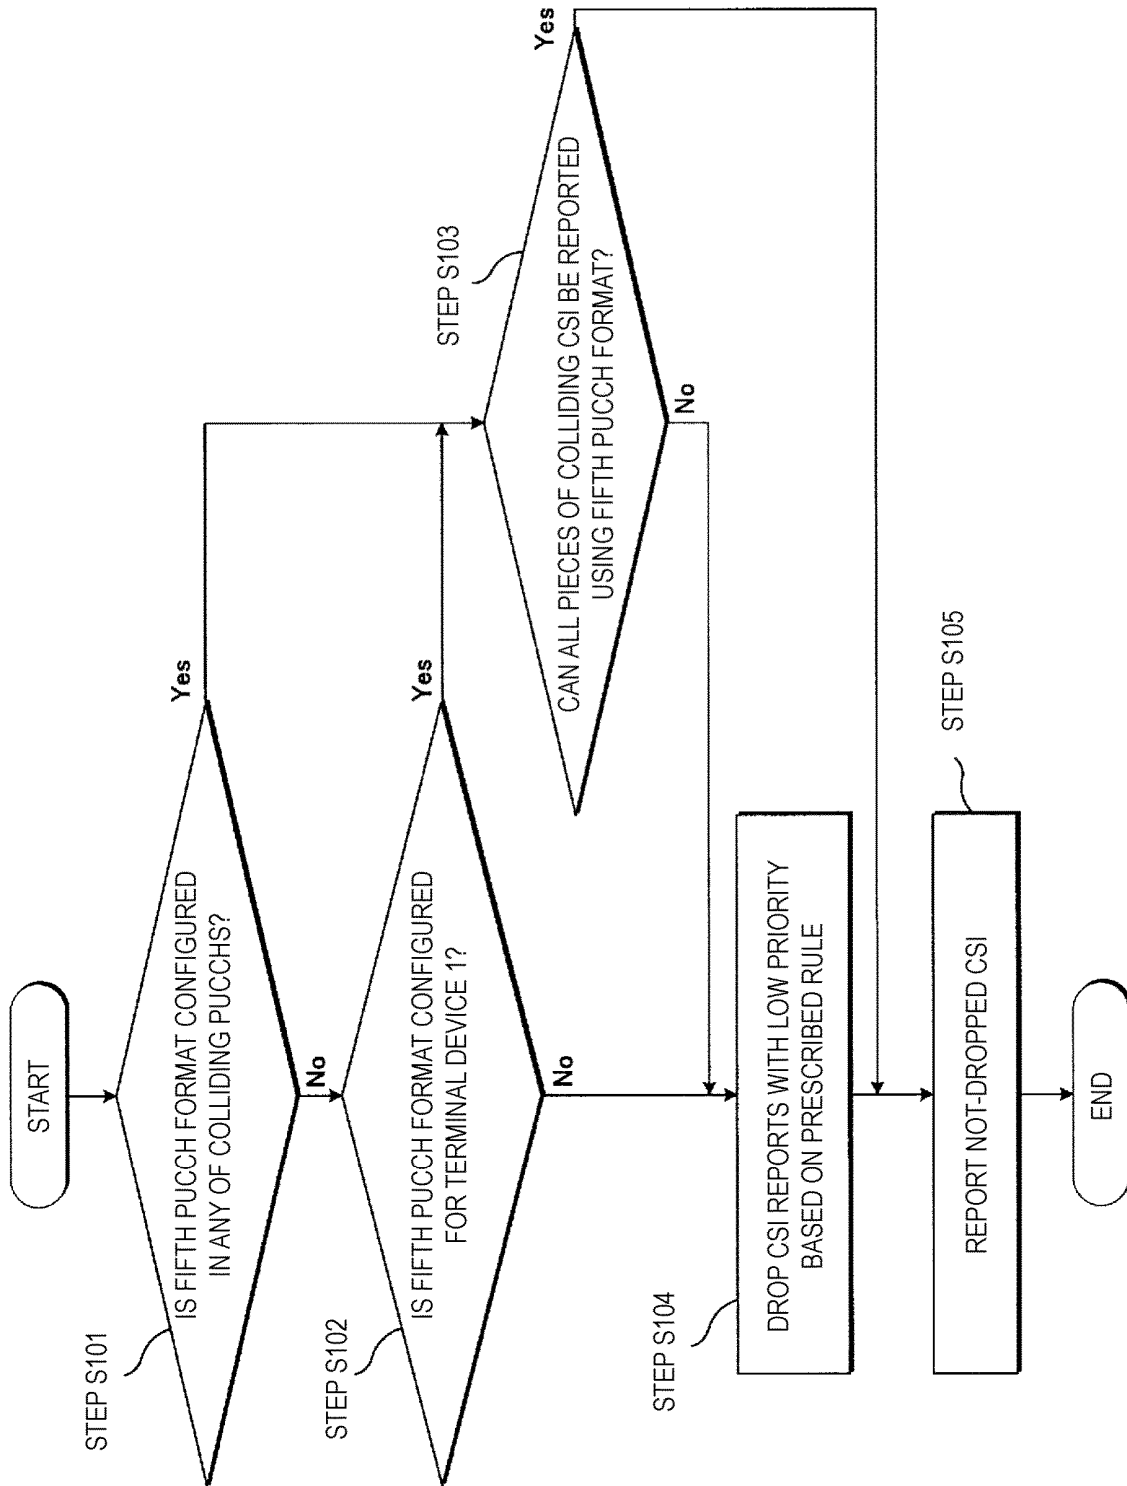 START
STEP S101
IS FIFTH PUCCH FORMAT CONFIGURED
IN ANY OF COLLIDING PUCCHS?
Yes
No
STEP S102
IS FIFTH PUCCH FORMAT CONFIGURED
FOR TERMINAL DEVICE 1?
Yes
No
STEP S103
CAN ALL PIECES OF COLLIDING CSI BE REPORTED
USING FIFTH PUCCH FORMAT?
Yes
No
STEP S104
DROP CSI REPORTS WITH LOW PRIORITY
BASED ON PRESCRIBED RULE
STEP S105
REPORT NOT-DROPPED CSI
END